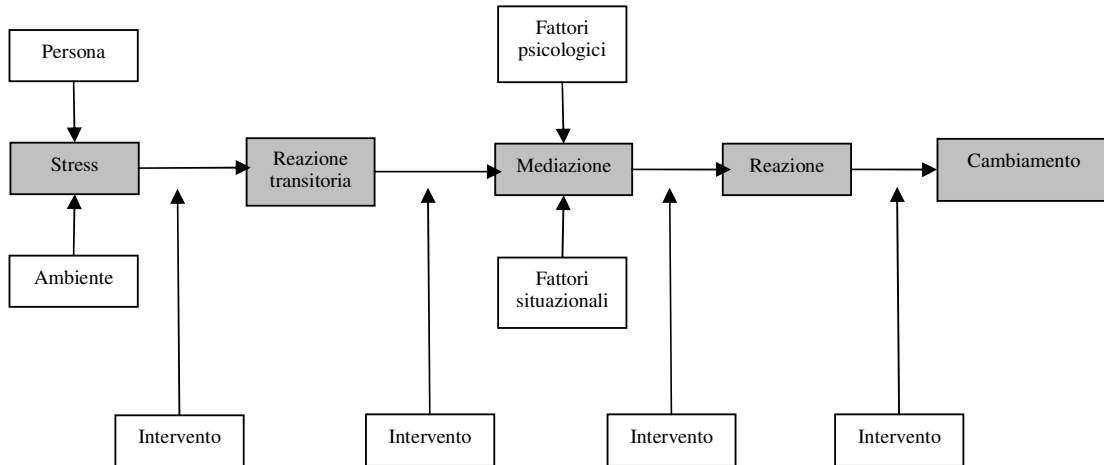 Persona
Fattori
psicologici
Stress
Reazione
transitoria
Mediazione
Reazione
Cambiamento
Ambiente
Fattori
situazionali
Intervento
Intervento
Intervento
Intervento